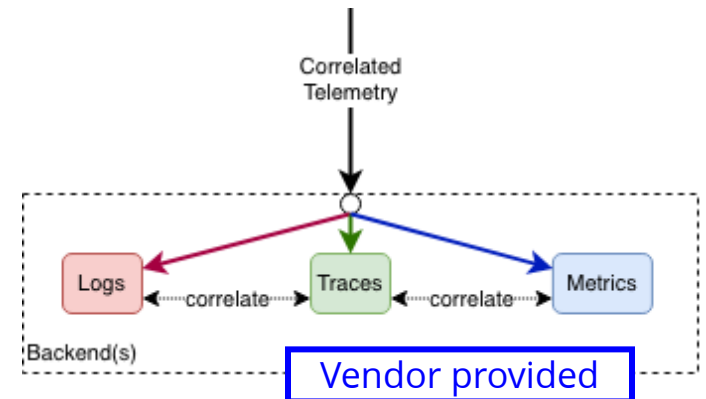 Correlated
Telemetry
Logs
Traces
Metrics
correlate
correlate
Backend(s)
Vendor provided